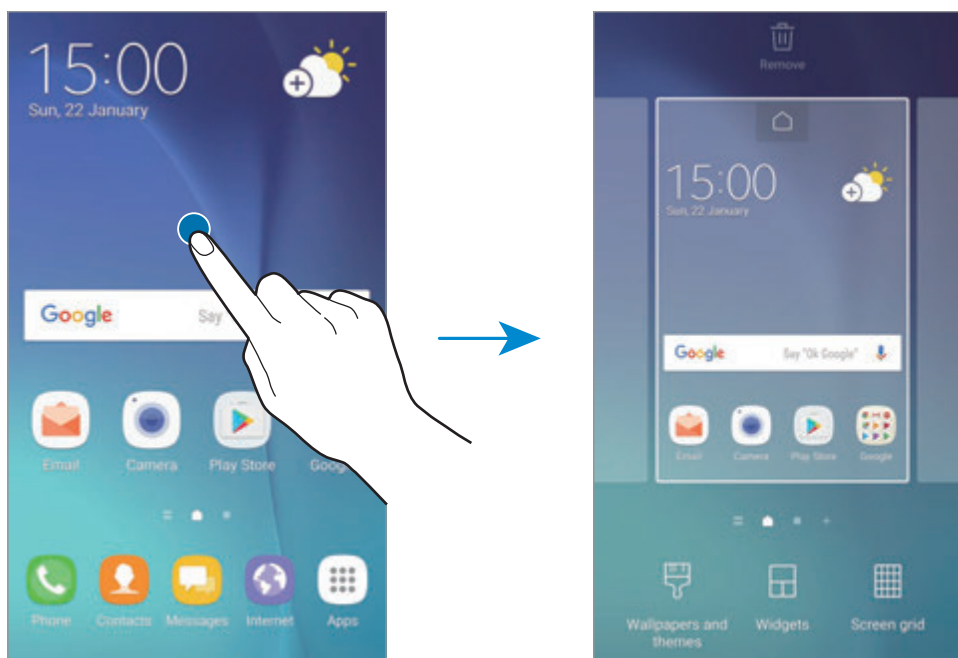 15:00
Sun, 22 January
Google
Say
Email
Camera
Play Store
Goog
Phone
Contacts
Messages
Internet
Apps
Remove
15:00
Sun, 22 January
Google
Say "Ok Google"
Email
Camera
Play Store
Google
Wallpapers and
themes
Widgets
Screen grid